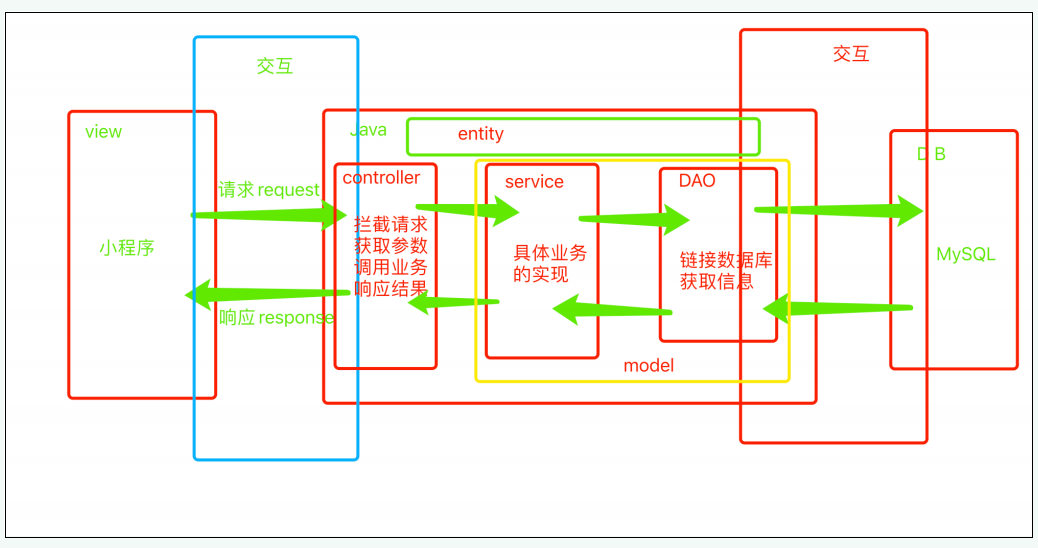 交互
交互
view
Java
entity
D B
controller
service
DAO
请求 request
拦截请求
获取参数
调用业务
响应结果
小程序
具体业务
的实现
链接数据库
获取信息
MySQL
响应 response
model